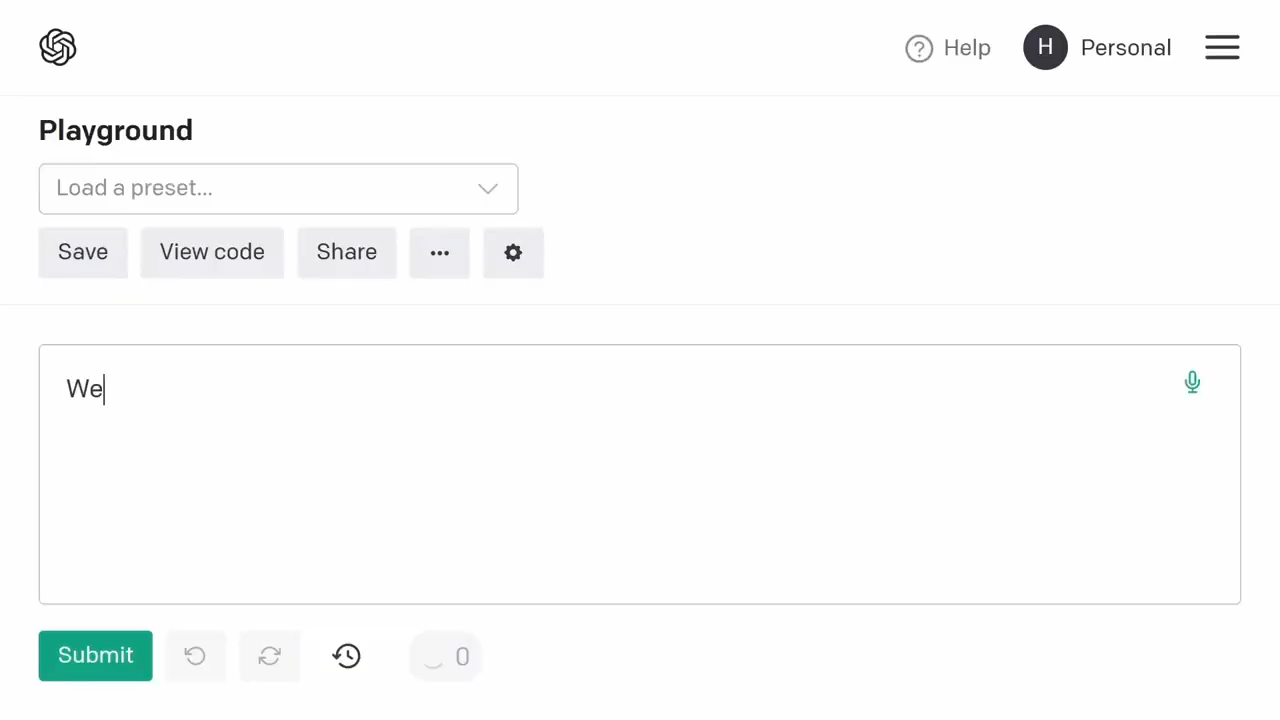 Help
H
Personal
Playground
Load a preset...
Save
View code
Share
We
Submit
0